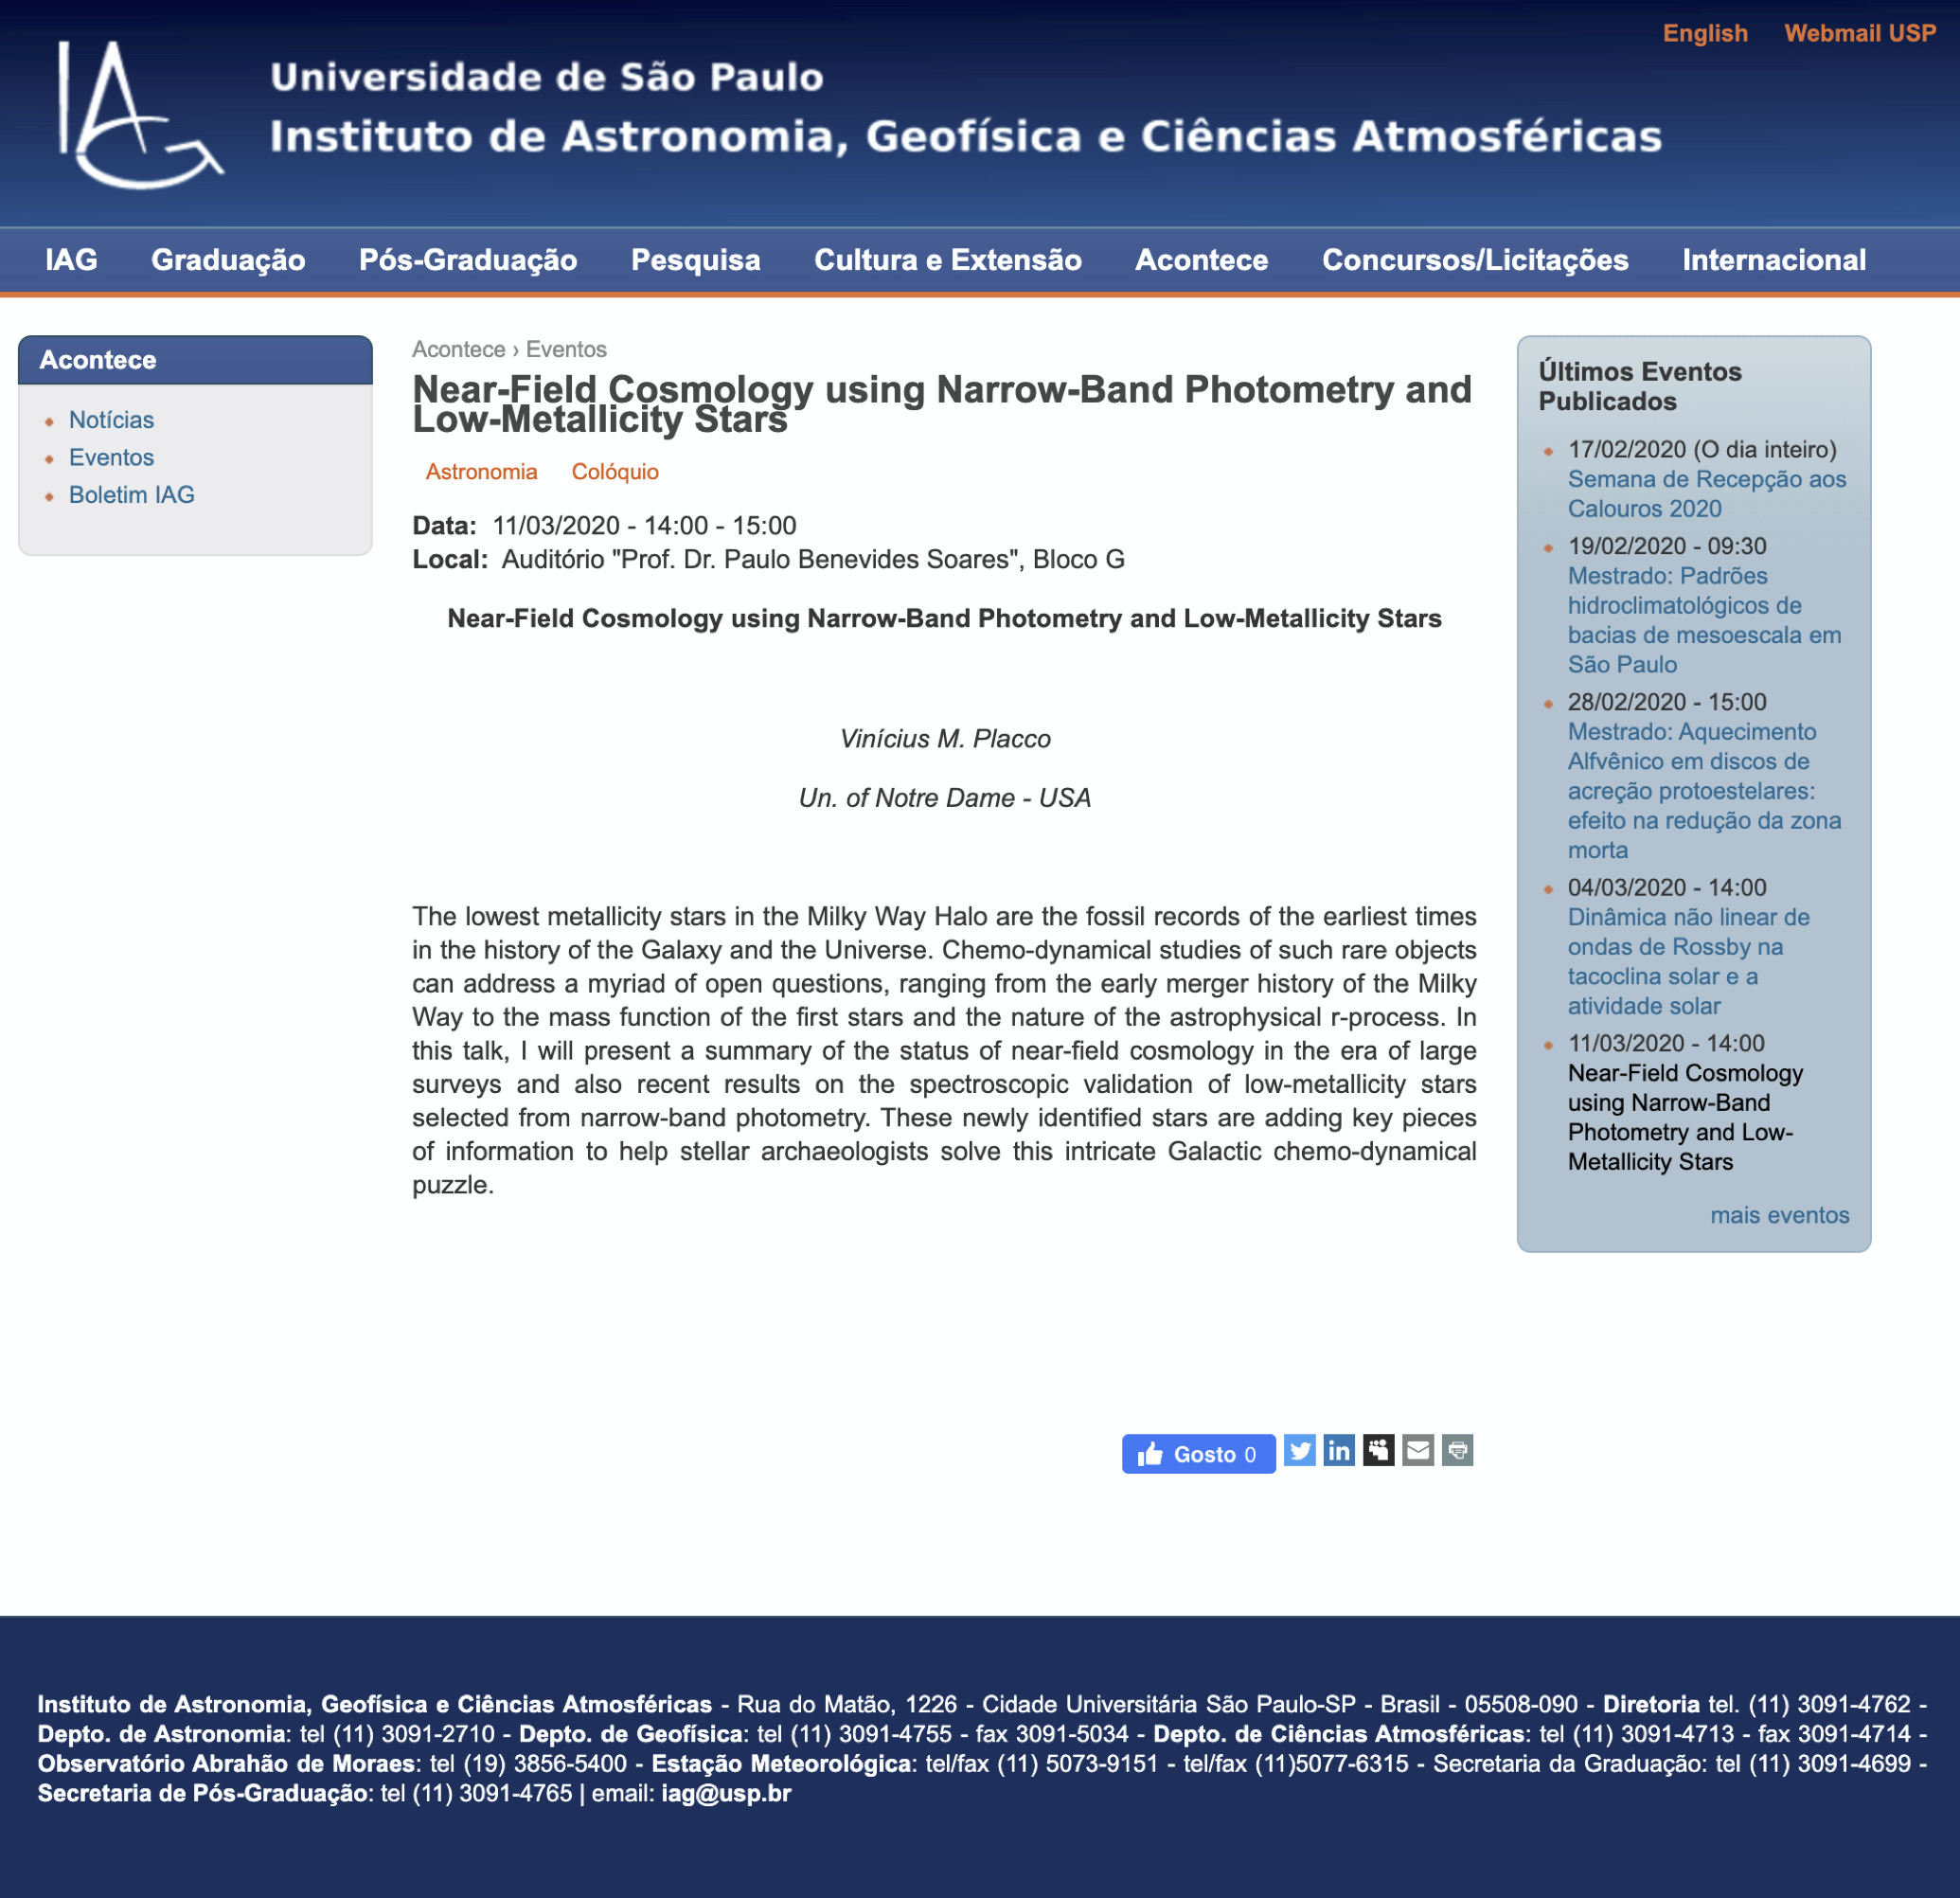 English Webmail USP
IAG
Universidade de São Paulo
Instituto de Astronomia, Geofísica e Ciências Atmosféricas
IAG Graduação Pós-Graduação Pesquisa Cultura e Extensão Acontece Concursos/Licitações Internacional
Acontece
Notícias
Eventos
Boletim IAG
Acontece › Eventos
Near-Field Cosmology using Narrow-Band Photometry and
Low-Metallicity Stars
Astronomia Colóquio
Data: 11/03/2020 - 14:00 - 15:00
Local: Auditório "Prof. Dr. Paulo Benevides Soares", Bloco G
Near-Field Cosmology using Narrow-Band Photometry and Low-Metallicity Stars
Vinícius M. Placco
Un. of Notre Dame - USA
The lowest metallicity stars in the Milky Way Halo are the fossil records of the earliest times
in the history of the Galaxy and the Universe. Chemo-dynamical studies of such rare objects
can address a myriad of open questions, ranging from the early merger history of the Milky
Way to the mass function of the first stars and the nature of the astrophysical r-process. In
this talk, I will present a summary of the status of near-field cosmology in the era of large
surveys and also recent results on the spectroscopic validation of low-metallicity stars
selected from narrow-band photometry. These newly identified stars are adding key pieces
of information to help stellar archaeologists solve this intricate Galactic chemo-dynamical
puzzle.
Gosto 0
Últimos Eventos
Publicados
17/02/2020 (O dia inteiro)
Semana de Recepção aos
Calouros 2020
19/02/2020 - 09:30
Mestrado: Padrões
hidroclimatológicos de
bacias de mesoescala em
São Paulo
28/02/2020 - 15:00
Mestrado: Aquecimento
Alfvênico em discos de
acreção protoestelares:
efeito na redução da zona
morta
04/03/2020 - 14:00
Dinâmica não linear de
ondas de Rossby na
tacoclina solar e a
atividade solar
11/03/2020 - 14:00
Near-Field Cosmology
using Narrow-Band
Photometry and Low-
Metallicity Stars
mais eventos
Instituto de Astronomia, Geofísica e Ciências Atmosféricas - Rua do Matão, 1226 - Cidade Universitária São Paulo-SP - Brasil - 05508-090 - Diretoria tel. (11) 3091-4762 -
Depto. de Astronomia: tel (11) 3091-2710 - Depto. de Geofísica: tel (11) 3091-4755 - fax 3091-5034 - Depto. de Ciências Atmosféricas: tel (11) 3091-4713 - fax 3091-4714 -
Observatório Abrahão de Moraes: tel (19) 3856-5400 - Estação Meteorológica: tel/fax (11) 5073-9151 - tel/fax (11)5077-6315 - Secretaria da Graduação: tel (11) 3091-4699 -
Secretaria de Pós-Graduação: tel (11) 3091-4765 | email: iag@usp.br